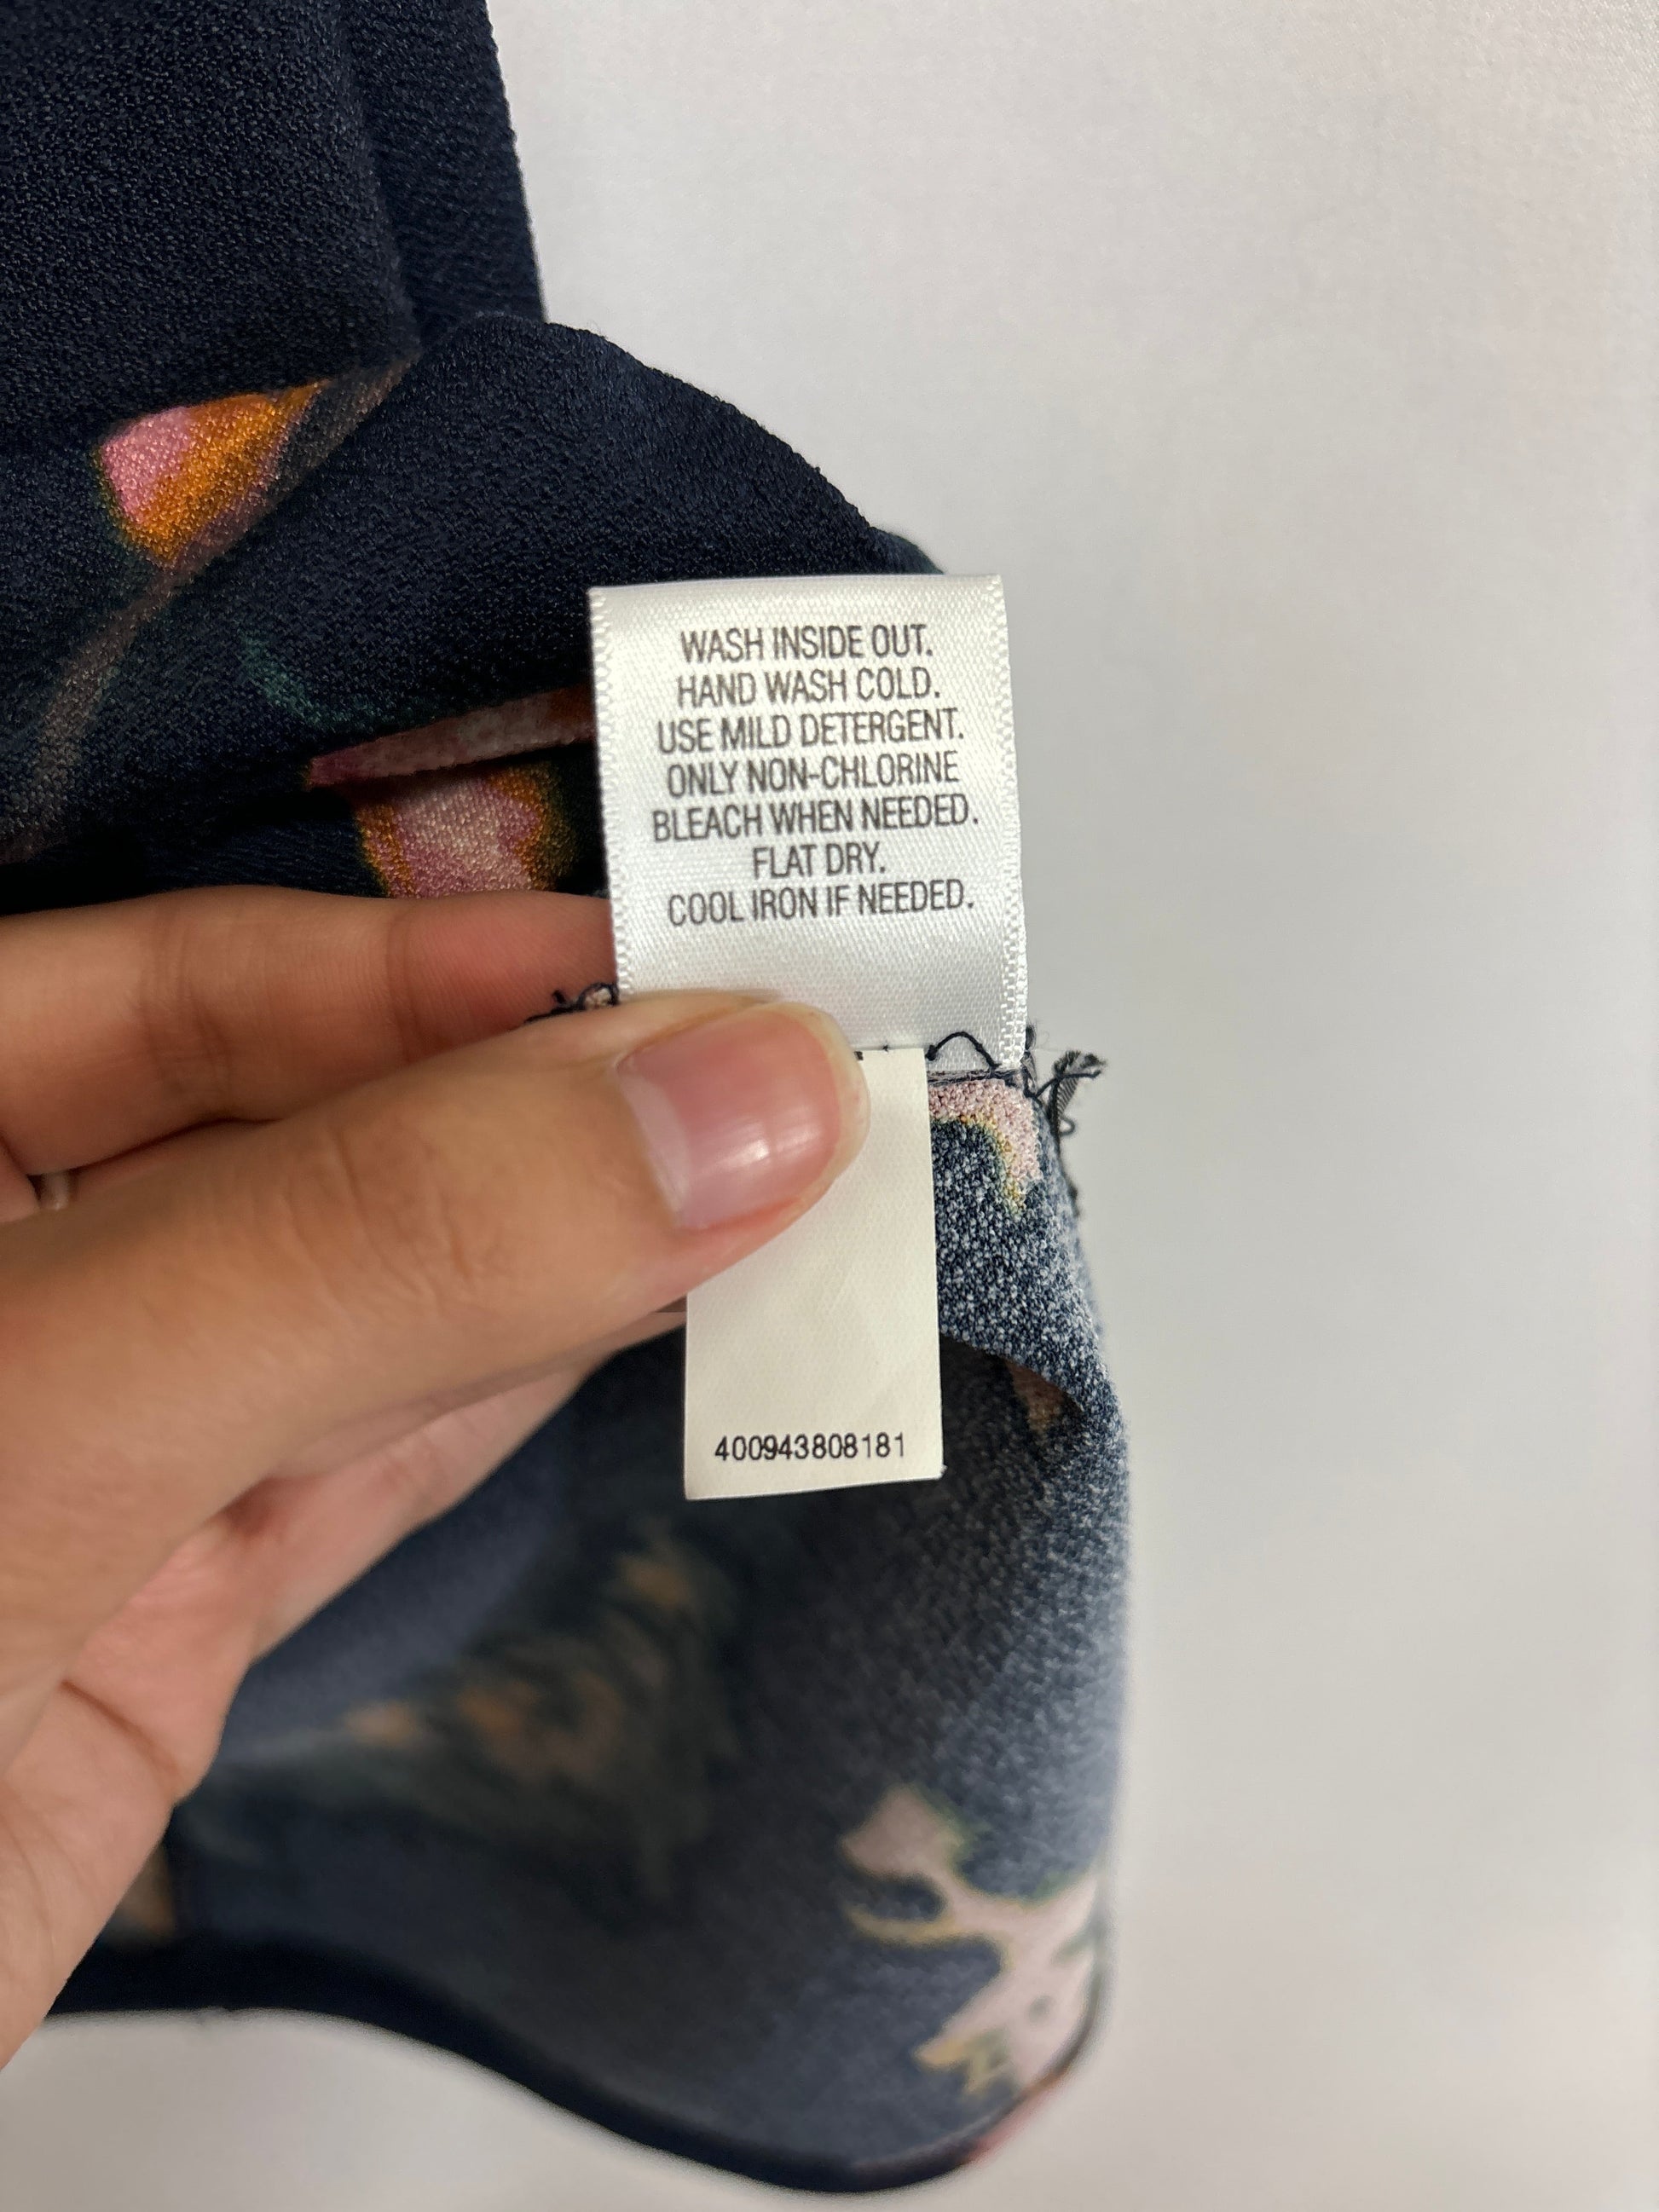 WASH INSIDE OUT.
HAND WASH COLD.
USE MILD DETERGENT.
ONLY NON-CHLORINE
BLEACH WHEN NEEDED.
FLAT DRY.
COOL IRON IF NEEDED.
400943808181